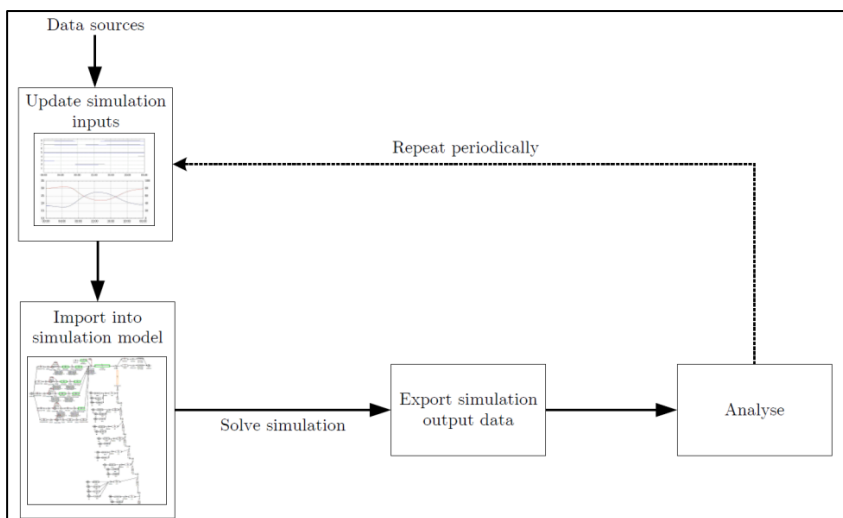 Data sources
Update simulation
inputs
Repeat periodically
Import into
simulation model
Solve simulation
Export simulation
output data
Analyse